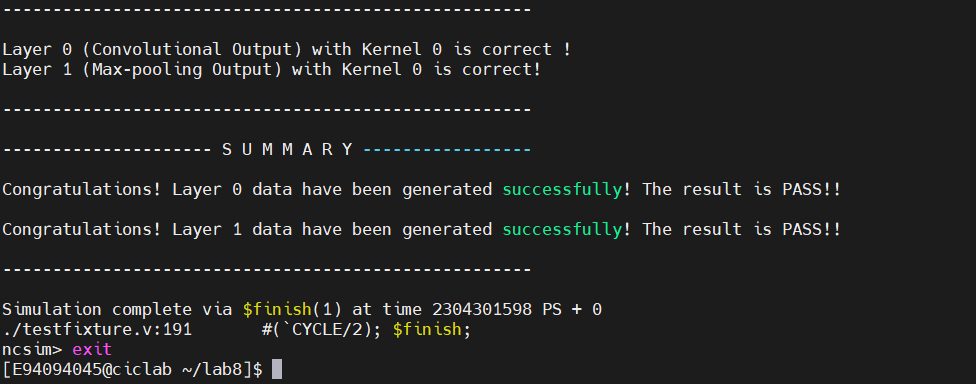 -----------------------------------------------------
Layer 0 (Convolutional Output) with Kernel 0 is correct !
Layer 1 (Max-pooling Output) with Kernel 0 is correct!
-----------------------------------------------------
--------------------- S U M M A R Y -----------------
Congratulations! Layer 0 data have been generated successfully! The result is PASS!!
Congratulations! Layer 1 data have been generated successfully! The result is PASS!!
-----------------------------------------------------
Simulation complete via $finish(1) at time 2304301598 PS + 0
./testfixture.v:191       #(`CYCLE/2); $finish;
ncsim> exit
[E94094045@ciclab ~/lab8]$